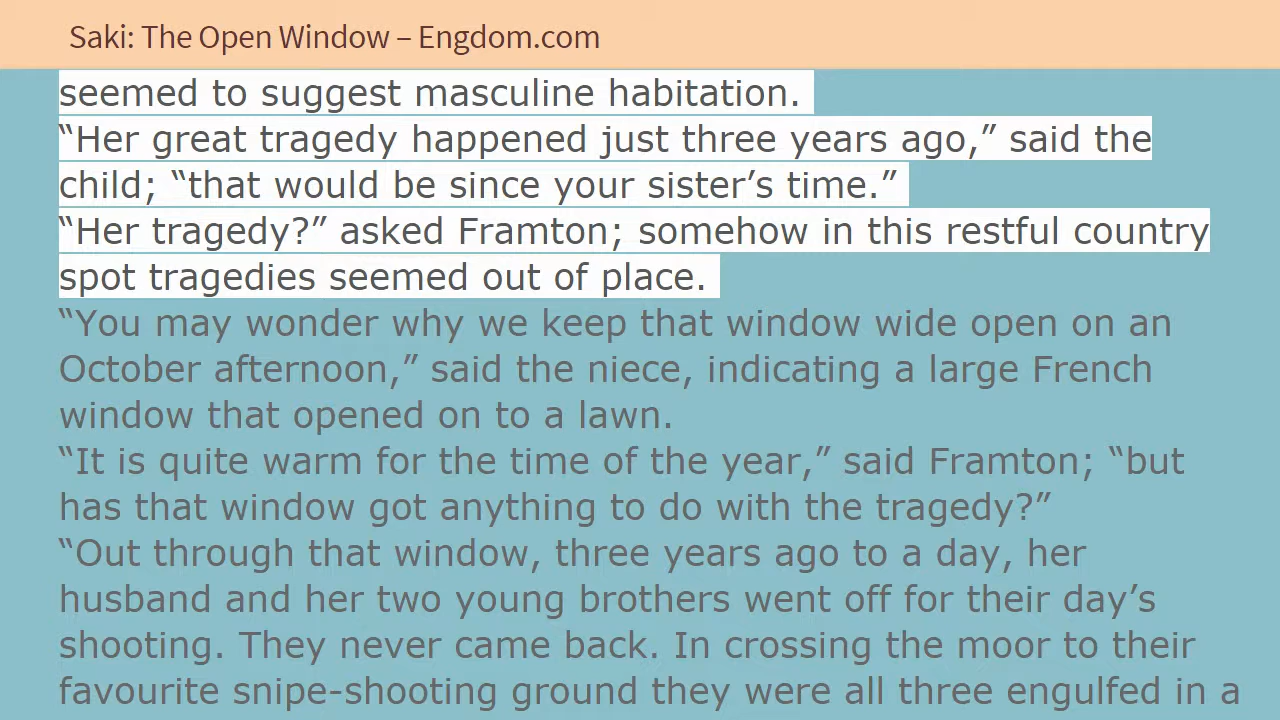 Saki: The Open Window – Engdom.com
seemed to suggest masculine habitation.
“Her great tragedy happened just three years ago,” said the
child; “that would be since your sister’s time.”
“Her tragedy?” asked Framton; somehow in this restful country
spot tragedies seemed out of place.
“You may wonder why we keep that window wide open on an
October afternoon,” said the niece, indicating a large French
window that opened on to a lawn.
“It is quite warm for the time of the year,” said Framton; “but
has that window got anything to do with the tragedy?”
“Out through that window, three years ago to a day, her
husband and her two young brothers went off for their day’s
shooting. They never came back. In crossing the moor to their
favourite snipe-shooting ground they were all three engulfed in a